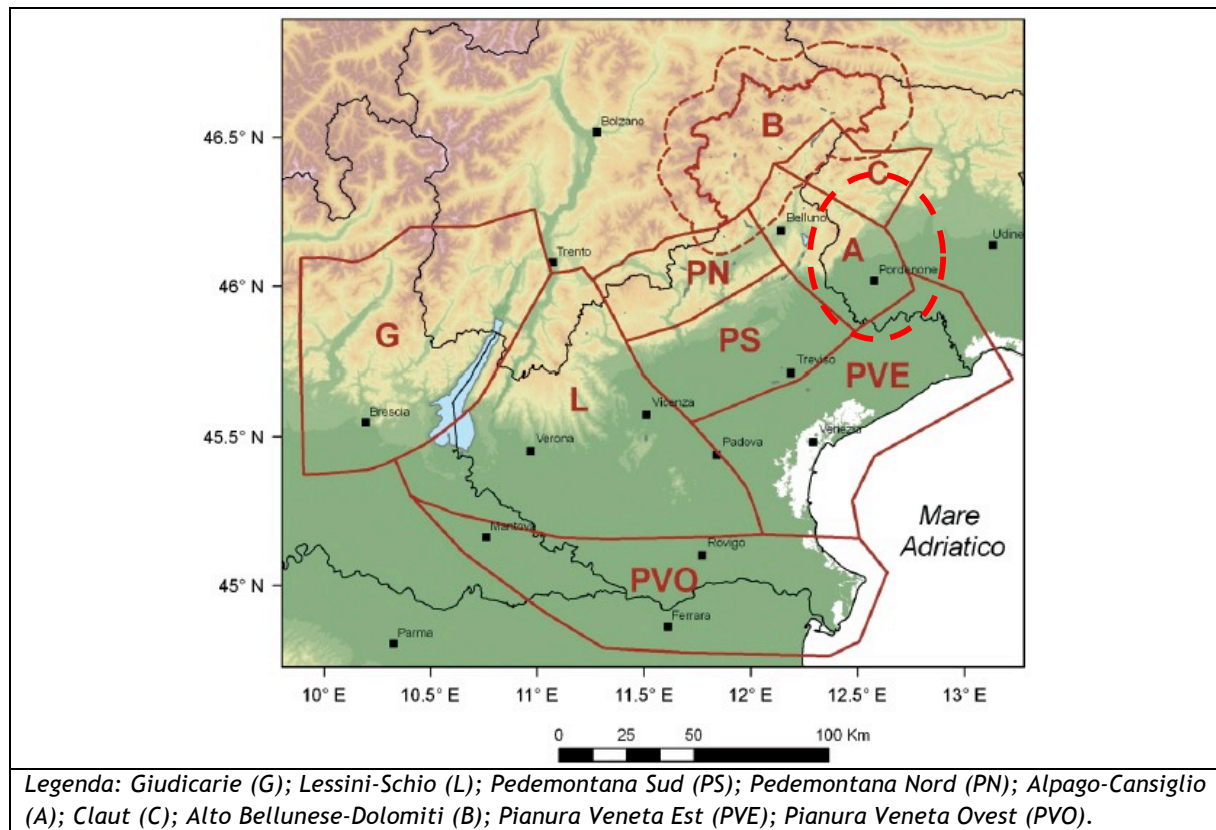 46.5° N
46° N
45.5° N
45° N
Bolzano
B
C
Belluno
Udine
Trento
A
PN
Pordenone
G
PS
Treviso
PVE
L
Brescia
Vicenza
Verona
Padova
Venezia
Mare
Adriatico
Mantova
Rovigo
PVO
Ferrara
Parma
10° E
10.5° E
11° E
11.5° E
12° E
12.5° E
13° E
0
25
50
100 Km
Legenda: Giudicarie (G); Lessini-Schio (L); Pedemontana Sud (PS); Pedemontana Nord (PN); Alpago-Cansiglio
(A); Claut (C); Alto Bellunese-Dolomiti (B); Pianura Veneta Est (PVE); Pianura Veneta Ovest (PVO).